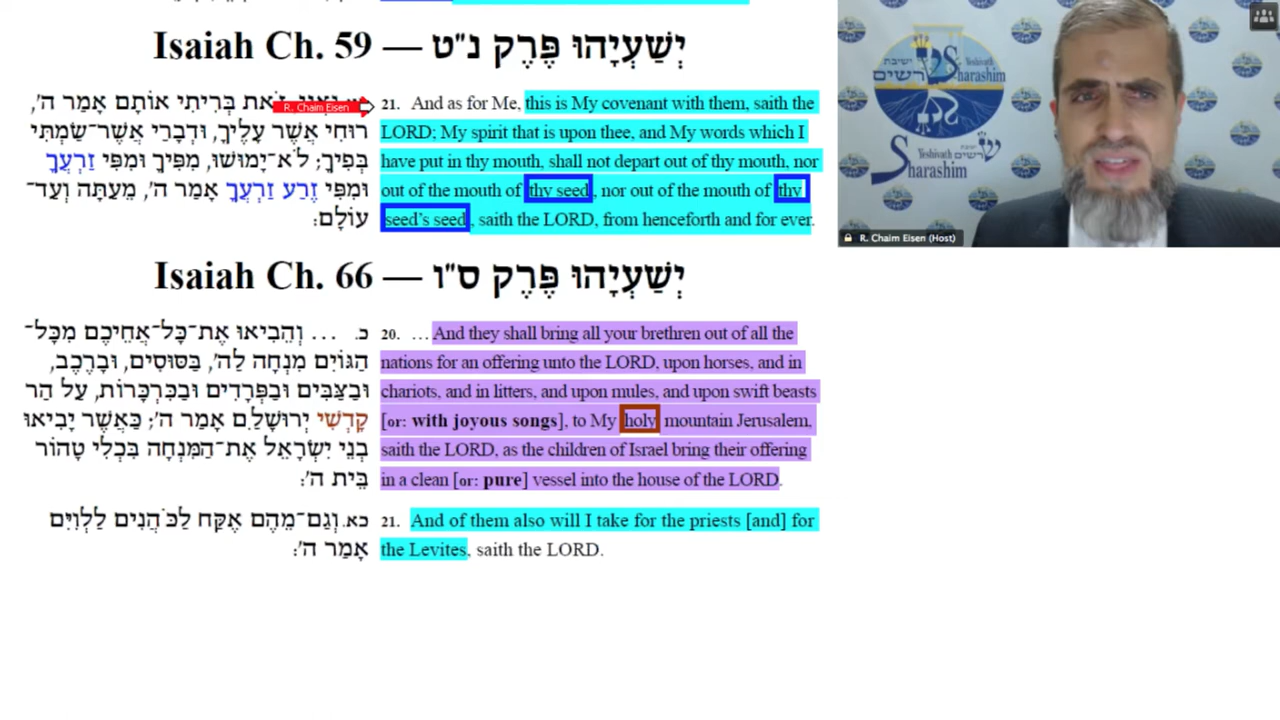 Isaiah Ch. 59 — יְשַׁעְיָהוּ פֶּרֶק נ"ט
אוֹתָם אָמַר ה',
רוּחִי אֲשֶׁר עָלֶיךָ, וּדְבָרַי אֲשֶׁר־שַׂמְתִּי
בְּפִיךָ; לֹא־יָמוּשׁוּ, מִפִּיךָ וּמִפִּי זַרְעֲךָ
וּמִפִּי זֶרַע זַרְעֲךָ אָמַר ה', מֵעַתָּה וְעַד־
עוֹלָם:
R. Chaim Eisen
21. And as for Me, this is My covenant with them, saith the
LORD; My spirit that is upon thee, and My words which I
have put in thy mouth, shall not depart out of thy mouth, nor
out of the mouth of thy seed, nor out of the mouth of thy
seed's seed, saith the LORD, from henceforth and for ever.
Isaiah Ch. 66 — יְשַׁעְיָהוּ פֶּרֶק ס"ו
כ. ... וְהֵבִיאוּ אֶת־כָּל־אֲחֵיכֶם מִכָּל־
הַגּוֹיִם מִנְחָה לַה', בַּסּוּסִים, וּבָרֶכֶב,
וּבַצַּבִּים וּבַפְּרָדִים וּבַכִּרְכָּרוֹת, עַל הַר
קָדְשִׁי יְרוּשָׁלַ͏ִם אָמַר ה'; כַּאֲשֶׁר יָבִיאוּ
בְנֵי יִשְׂרָאֵל אֶת־הַמִּנְחָה בִּכְלִי טָהוֹר
בֵּית ה':
20. ... And they shall bring all your brethren out of all the
nations for an offering unto the LORD, upon horses, and in
chariots, and in litters, and upon mules, and upon swift beasts
[or: with joyous songs], to My holy mountain Jerusalem,
saith the LORD, as the children of Israel bring their offering
in a clean [or: pure] vessel into the house of the LORD.
כא. וְגַם־מֵהֶם אֶקַּח לַכֹּהֲנִים לַלְוִיִּם
אָמַר ה':
21. And of them also will I take for the priests [and] for
the Levites, saith the LORD.
ישיבת
שרשים
Yeshivath
Sharashim
Yeshivath שרשים
Sharashim
R. Chaim Eisen (Host)